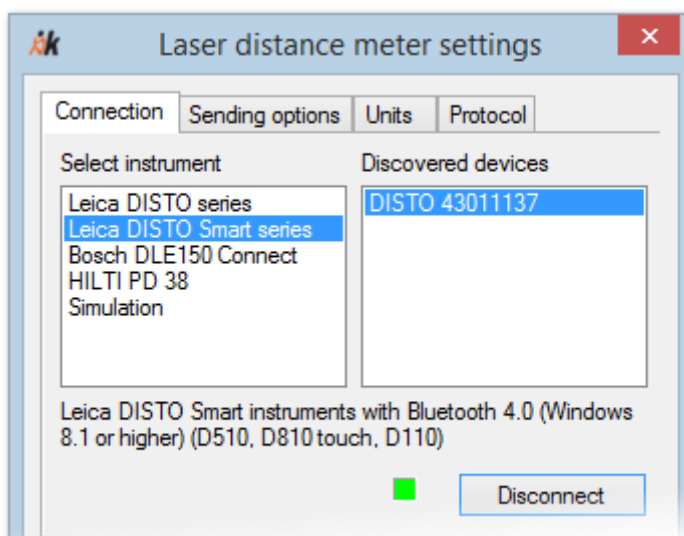 k
Laser distance meter settings
Connection
Sending options
Units
Protocol
Select instrument
Discovered devices
Leica DISTO series
Leica DISTO Smart series
Bosch DLE150 Connect
HILTI PD 38
Simulation
DISTO 43011137
Leica DISTO Smart instruments with Bluetooth 4.0 (Windows
8.1 or higher) (D510, D810 touch, D110)
Disconnect